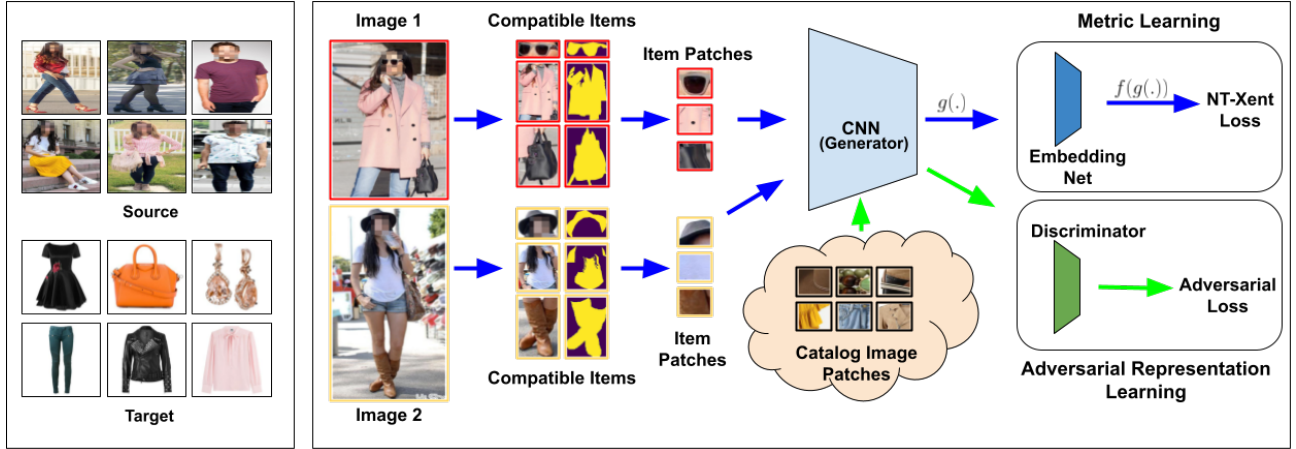 Source
Target
Image 1
Compatible Items
Item Patches
CNN
(Generator)
g(.)
Metric Learning
f(g(.))
NT-Xent
Loss
Embedding
Net
Image 2
Compatible Items
Item
Patches
Catalog Image
Patches
Discriminator
Adversarial
Loss
Adversarial Representation
Learning